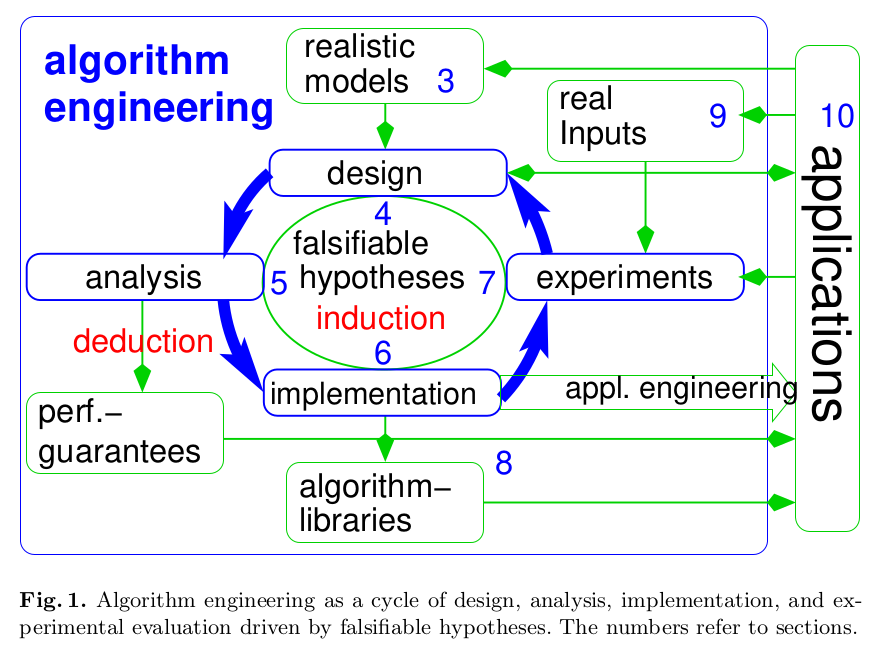 algorithm
engineering
realistic
models 3
real
Inputs
9
10
applications
design
4
falsifiable
hypotheses
5
7
induction
6
analysis
experiments
deduction
implementation
appl. engineering
perf.–
guarantees
8
algorithm–
libraries
Fig. 1. Algorithm engineering as a cycle of design, analysis, implementation, and ex-
perimental evaluation driven by falsifiable hypotheses. The numbers refer to sections.